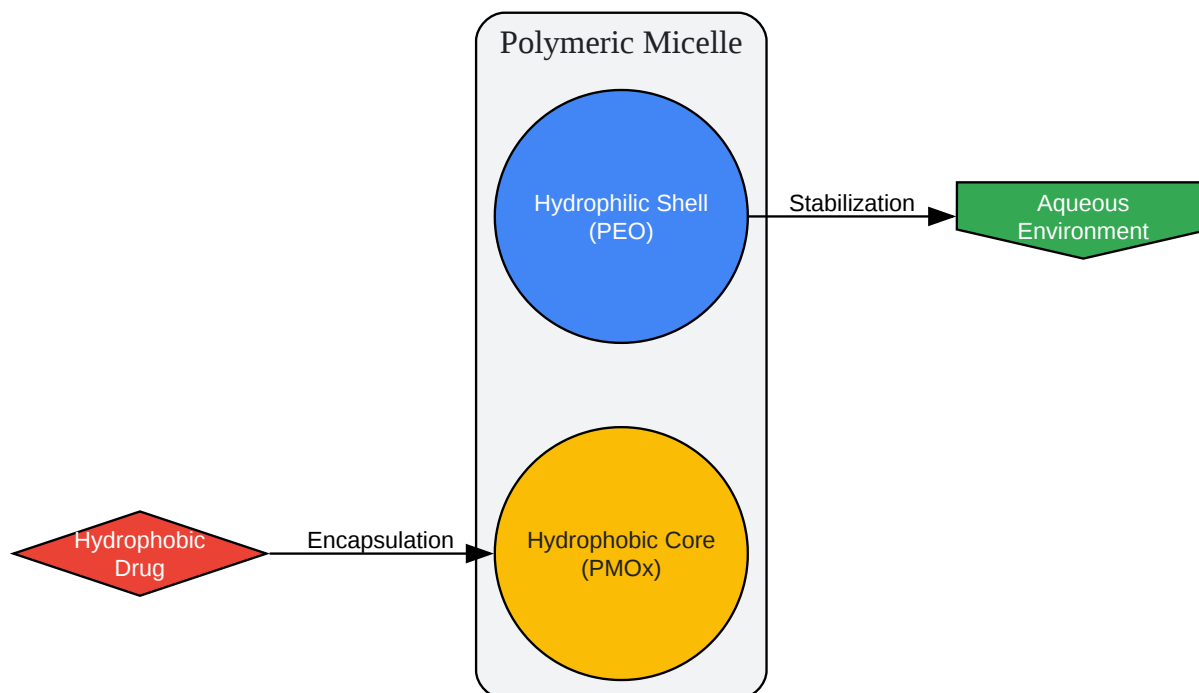 Polymeric Micelle
Hydrophilic Shell
(PEO)
Stabilization
Aqueous
Environment
Hydrophobic
Drug
Encapsulation
Hydrophobic Core
(PMOx)